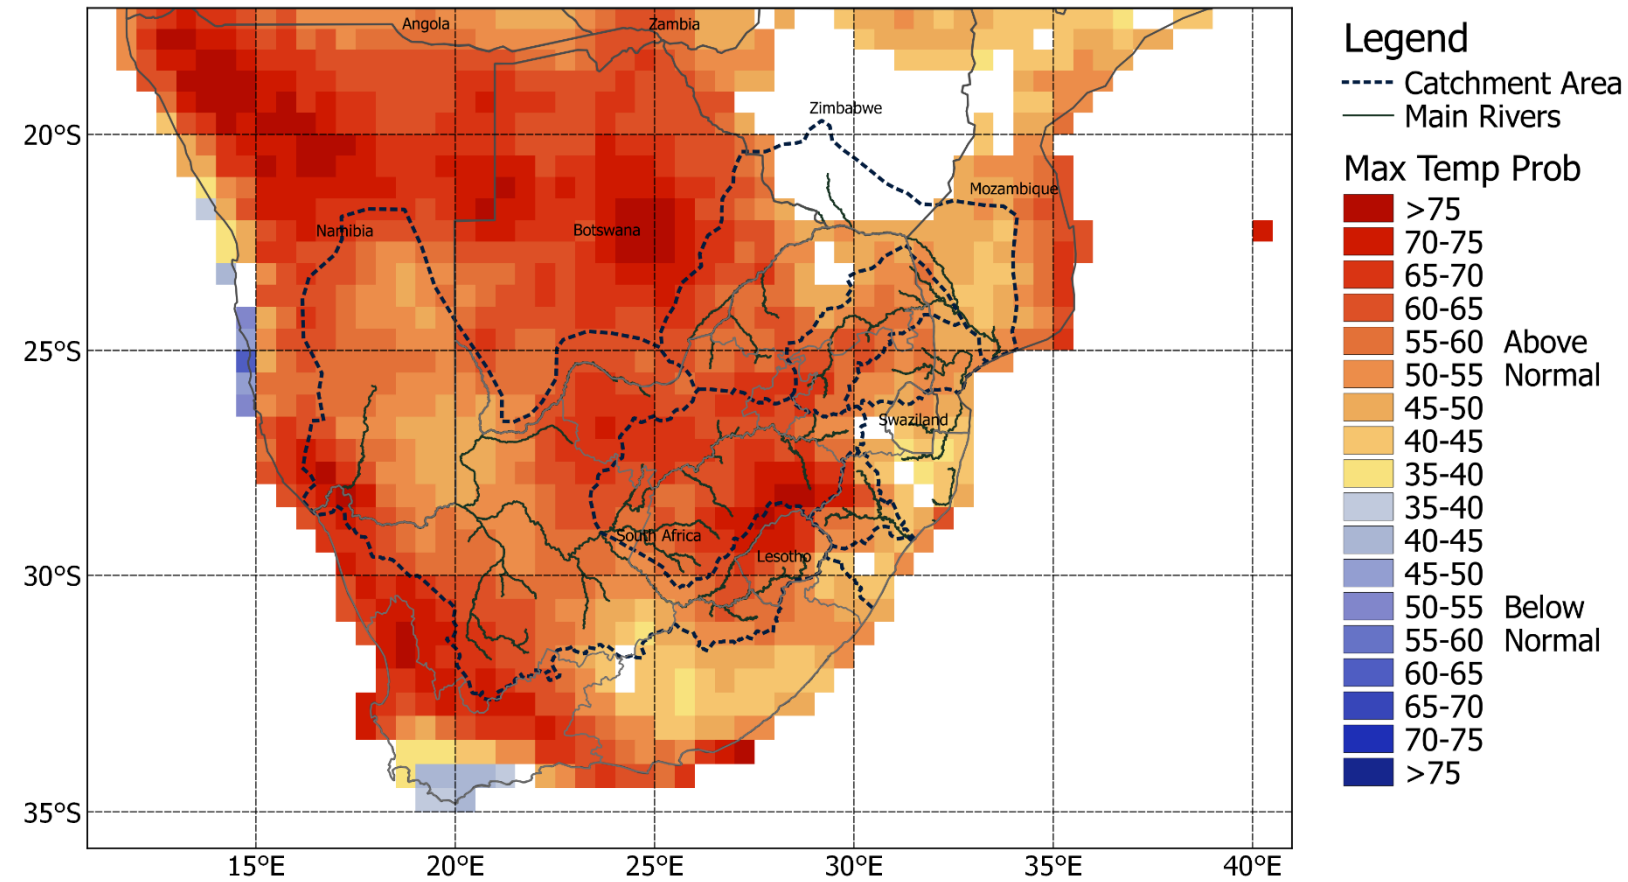 Angola
Zambia
Zimbabwe
Mozambique
Namibia
Botswana
Swaziland
South Africa
Lesotho
20°S
25°S
30°S
35°S
15°E
20°E
25°E
30°E
35°E
40°E
Legend
Catchment Area
Main Rivers
Max Temp Prob
>75
70-75
65-70
60-65
55-60 Above
50-55 Normal
45-50
40-45
35-40
35-40
40-45
45-50
50-55 Below
55-60 Normal
60-65
65-70
70-75
>75